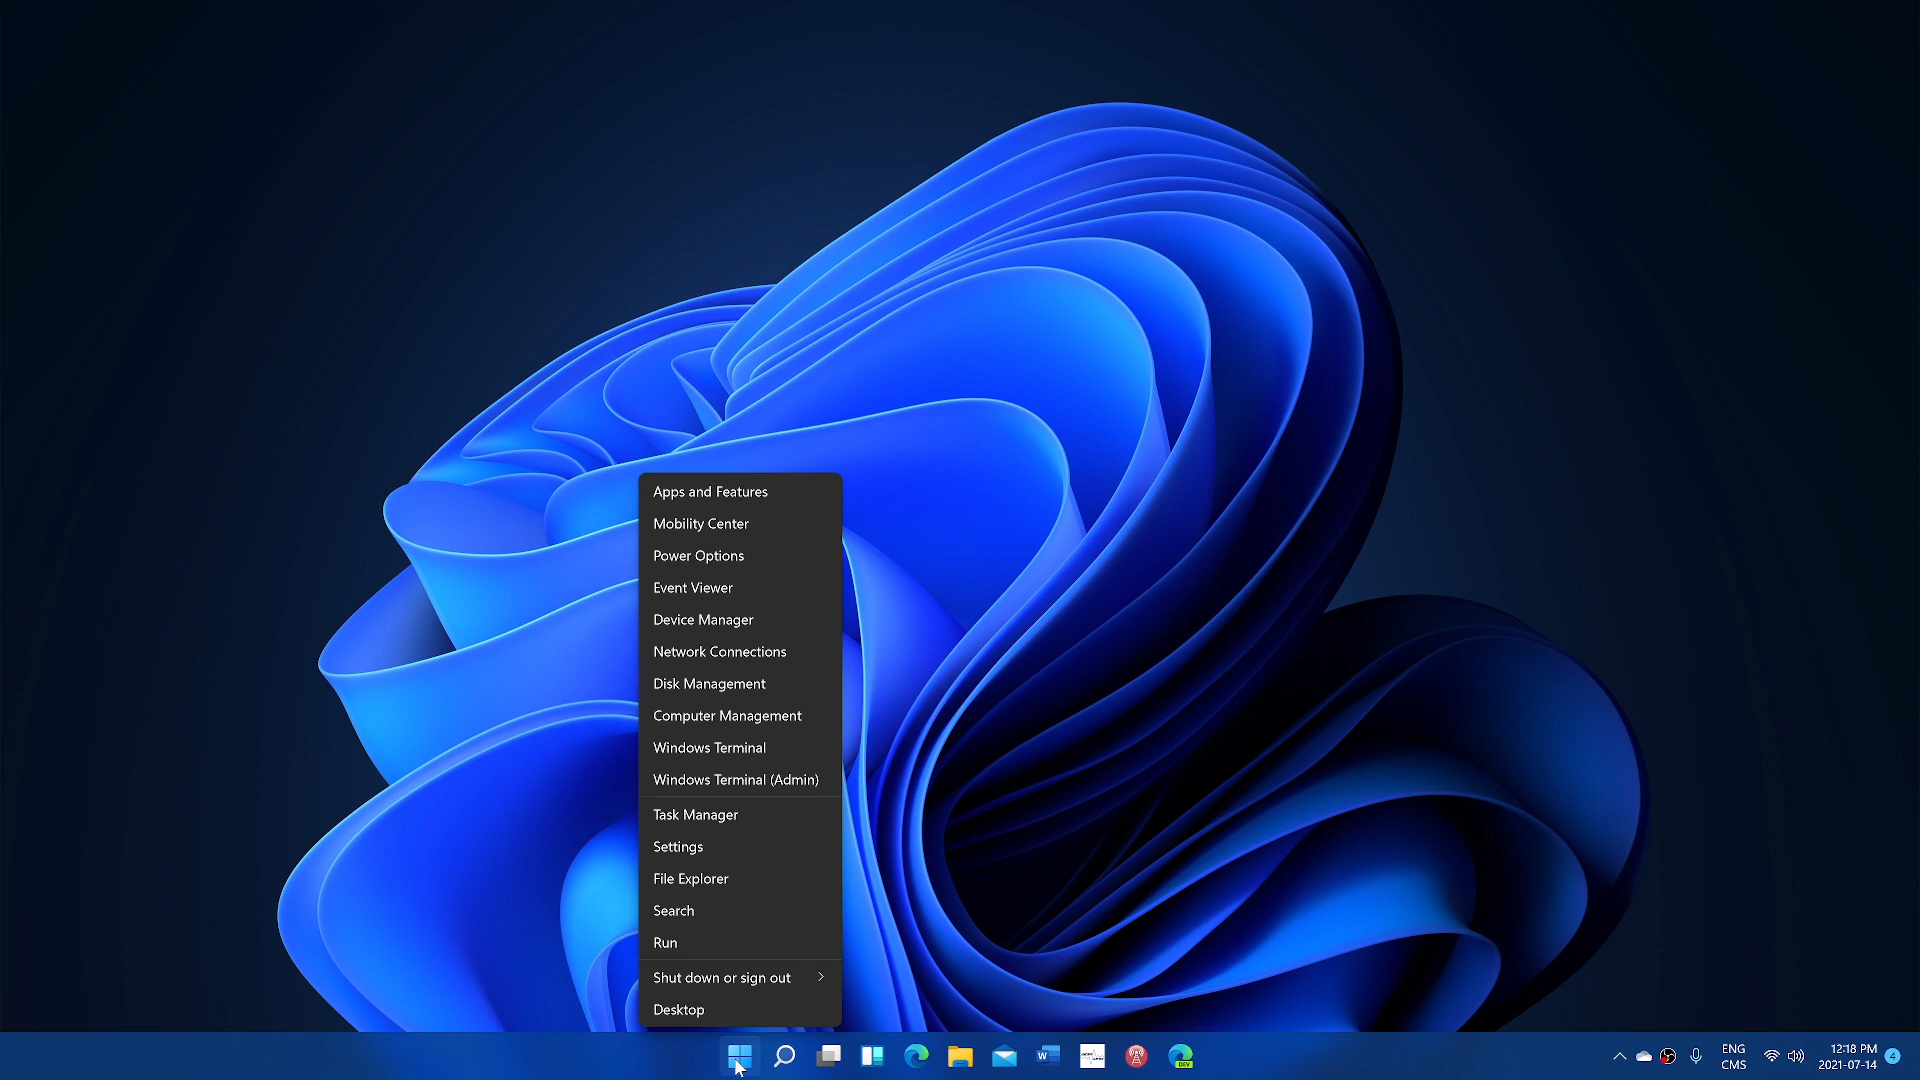 Apps and Features
Mobility Center
Power Options
Event Viewer
Device Manager
Network Connections
Disk Management
Computer Management
Windows Terminal
Windows Terminal (Admin)
Task Manager
Settings
File Explorer
Search
Run
Shut down or sign out
Desktop
W
DEV
ENG
CMS
12:18 PM
2021-07-14
4